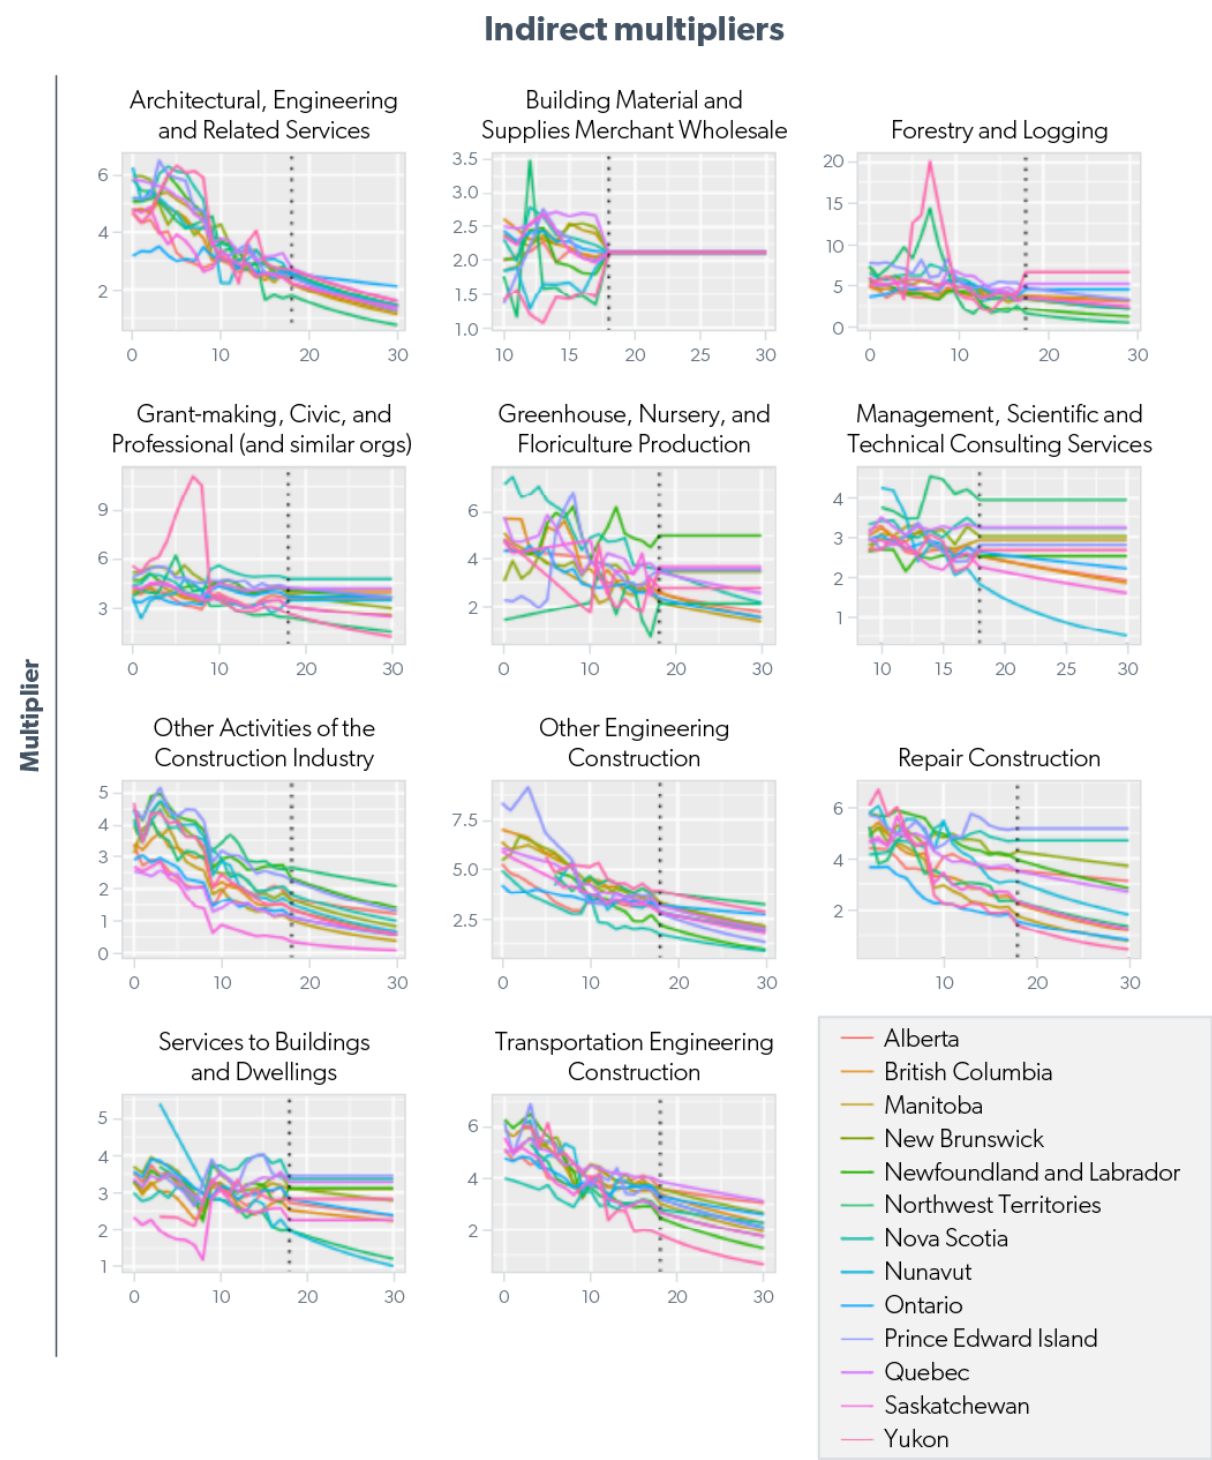 Indirect multipliers
Multiplier
Architectural, Engineering
and Related Services
6
4
2
0 10 20 30
Building Material and
Supplies Merchant Wholesale
3.5
3.0
2.5
2.0
1.5
1.0
10 15 20 25 30
Forestry and Logging
20
15
10
5
0
0 10 20 30
Grant-making, Civic, and
Professional (and similar orgs)
9
6
3
0 10 20 30
Greenhouse, Nursery, and
Floriculture Production
6
4
2
0 10 20 30
Management, Scientific and
Technical Consulting Services
4
3
2
1
10 15 20 25 30
Other Activities of the
Construction Industry
5
4
3
2
1
0
0 10 20 30
Other Engineering
Construction
7.5
5.0
2.5
0 10 20 30
Repair Construction
6
4
2
10 20 30
Services to Buildings
and Dwellings
5
4
3
2
1
0 10 20 30
Transportation Engineering
Construction
6
4
2
0 10 20 30
Alberta
British Columbia
Manitoba
New Brunswick
Newfoundland and Labrador
Northwest Territories
Nova Scotia
Nunavut
Ontario
Prince Edward Island
Quebec
Saskatchewan
Yukon